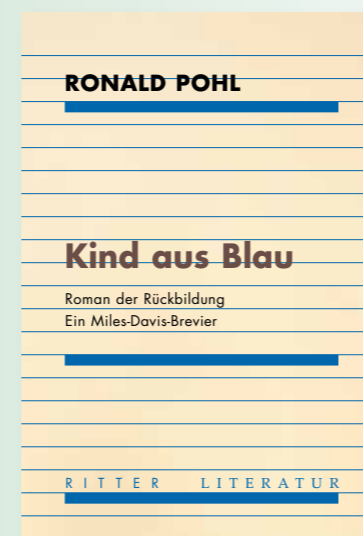 RONALD POHL
Kind aus Blau
Roman der Rückbildung
Ein Miles-Davis-Brevier
RITTER LITERATUR